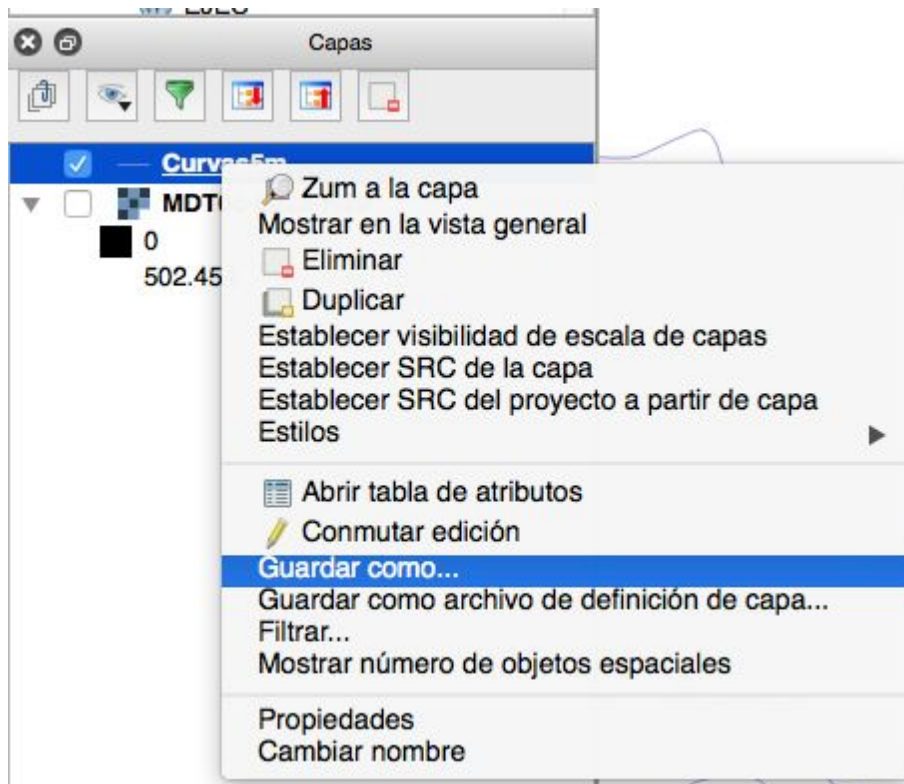 Capas
Curvas5m
MDT
0
502.45
Zum a la capa
Mostrar en la vista general
Eliminar
Duplicar
Establecer visibilidad de escala de capas
Establecer SRC de la capa
Establecer SRC del proyecto a partir de capa
Estilos
Abrir tabla de atributos
Conmutar edición
Guardar como...
Guardar como archivo de definición de capa...
Filtrar...
Mostrar número de objetos espaciales
Propiedades
Cambiar nombre